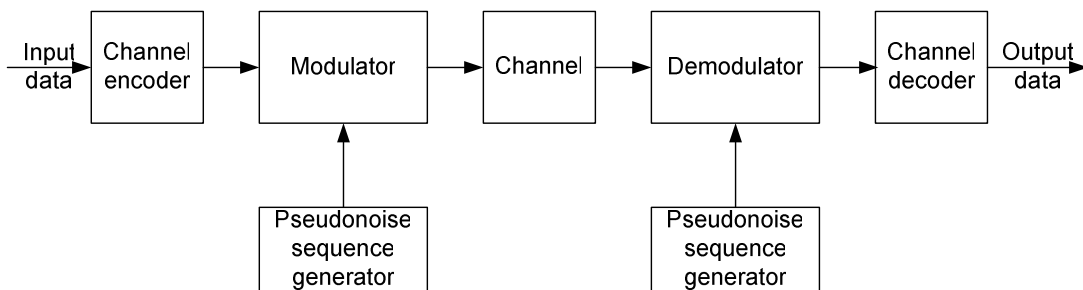 Input
data
Channel
encoder
Modulator
Channel
Demodulator
Channel
decoder
Output
data
Pseudonoise
sequence
generator
Pseudonoise
sequence
generator